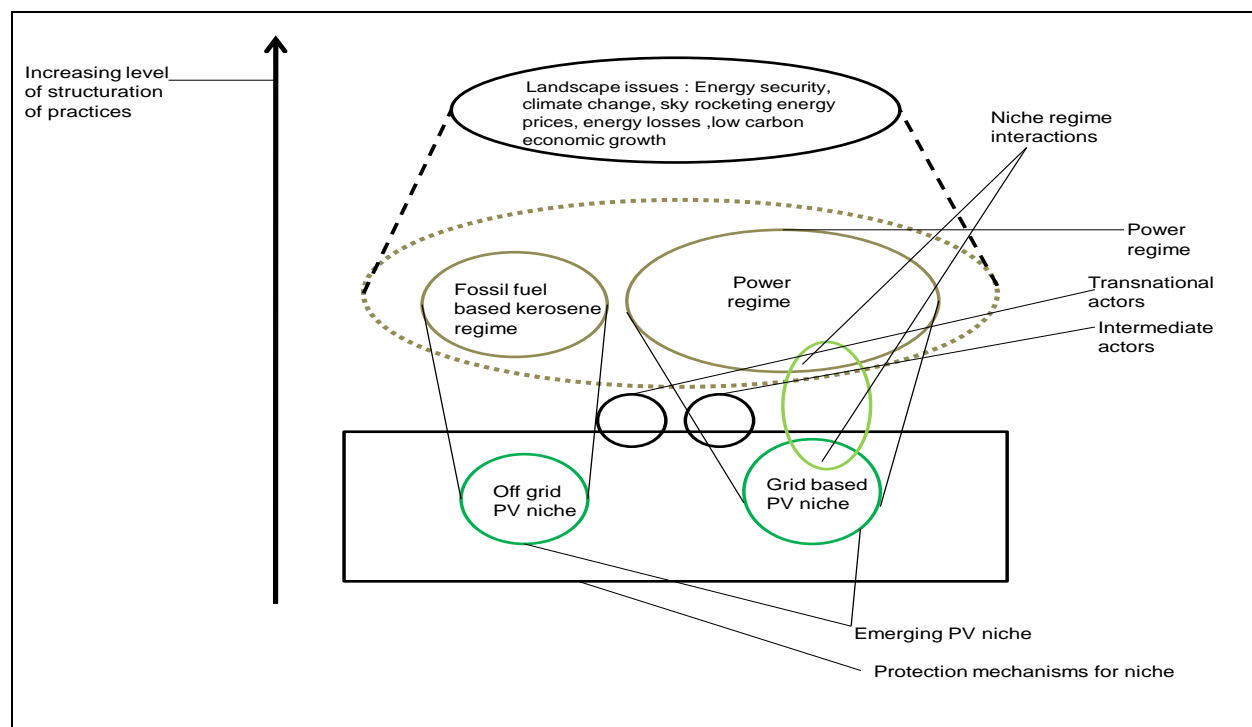 Increasing level
of structuration
of practices
Landscape issues : Energy security,
climate change, sky rocketing energy
prices, energy losses ,low carbon
economic growth
Niche regime
interactions
Power
regime
Transnational
actors
Intermediate
actors
Fossil fuel
based kerosene
regime
Power
regime
Off grid
PV niche
Grid based
PV niche
Emerging PV niche
Protection mechanisms for niche